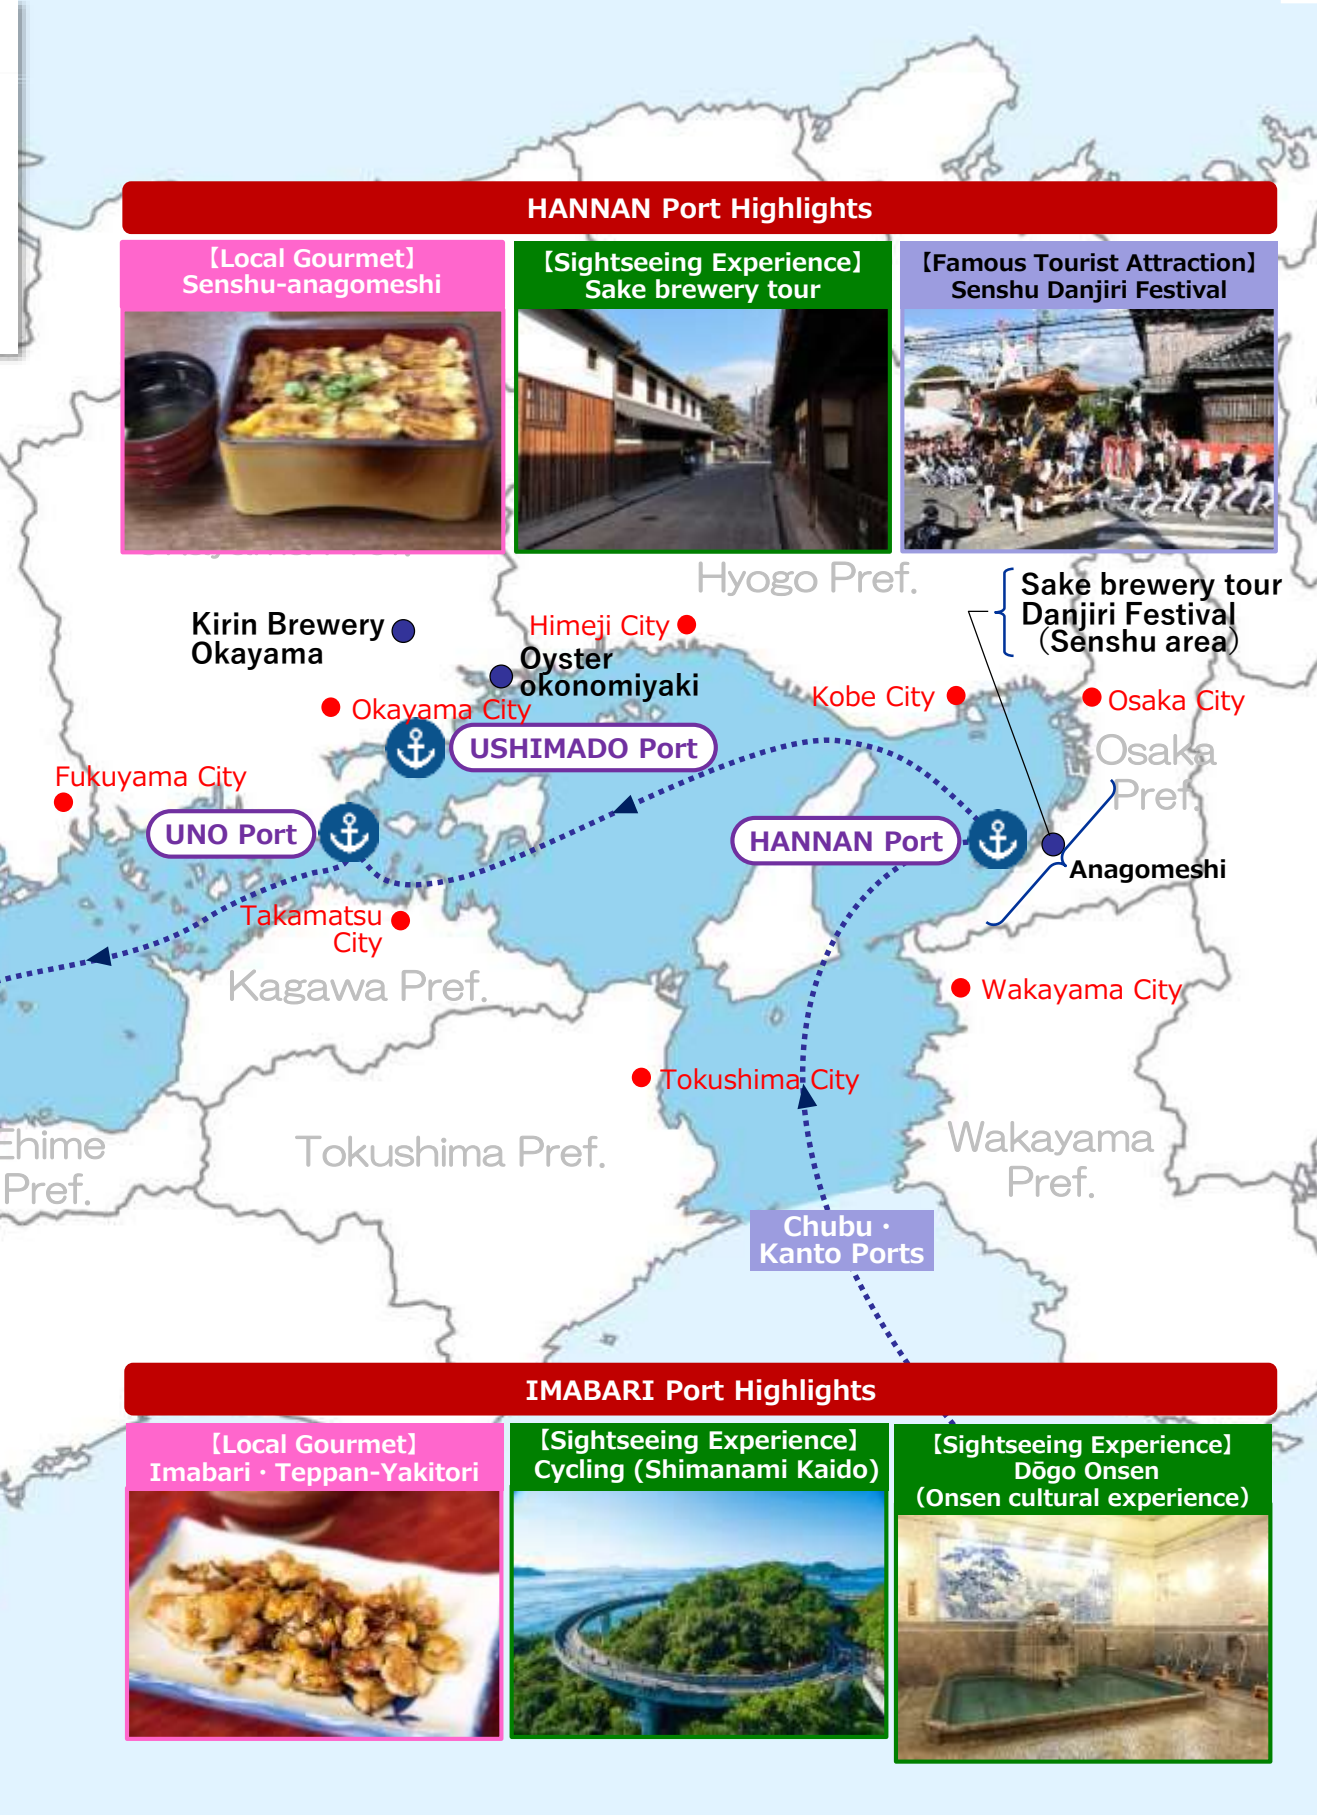 HANNAN Port Highlights
【Local Gourmet】
Senshu-anagomeshi
【Sightseeing Experience】
Sake brewery tour
【Famous Tourist Attraction】
Senshu Danjiri Festival
Hyogo Pref.
Sake brewery tour
Danjiri Festival
（Senshu area）
Kirin Brewery
Okayama
Himeji City
Oyster
okonomiyaki
Kobe City
Osaka City
Okayama City
USHIMADO Port
Osaka
Pref.
Fukuyama City
UNO Port
HANNAN Port
Anagomeshi
Takamatsu
City
Kagawa Pref.
Wakayama City
Tokushima City
Ehime
Pref.
Tokushima Pref.
Wakayama
Pref.
Chubu・
Kanto Ports
IMABARI Port Highlights
【Local Gourmet】
Imabari・Teppan-Yakitori
【Sightseeing Experience】
Cycling (Shimanami Kaido)
【Sightseeing Experience】
Dōgo Onsen
（Onsen cultural experience）